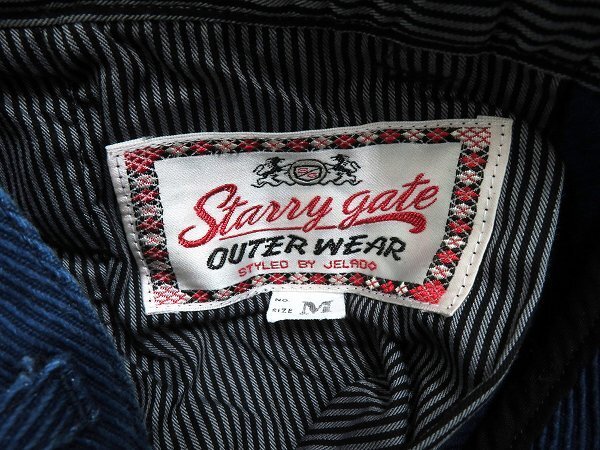 Starry gate
OUTER WEAR
STYLED BY JELADO
NO.
SIZE M